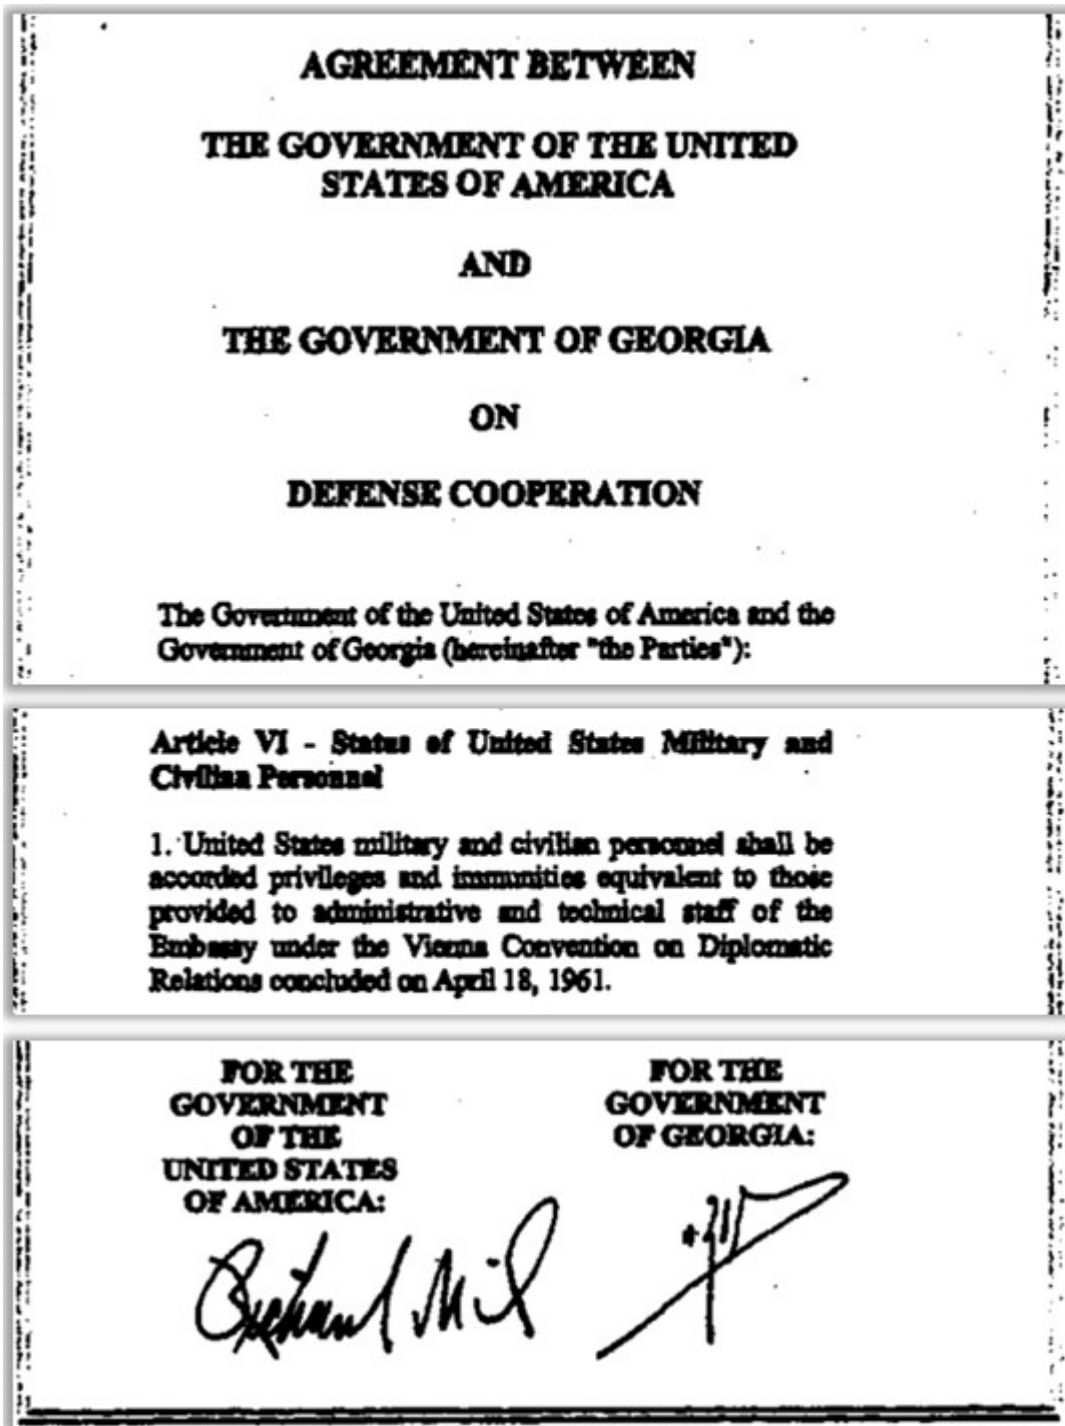 AGREEMENT BETWEEN
THE GOVERNMENT OF THE UNITED
STATES OF AMERICA
AND
THE GOVERNMENT OF GEORGIA
ON
DEFENSE COOPERATION
The Government of the United States of America and the
Government of Georgia (hereinafter "the Parties"):
Article VI - Status of United States Military and
Civilian Personnel
1. United States military and civilian personnel shall be
accorded privileges and immunities equivalent to those
provided to administrative and technical staff of the
Embassy under the Vienna Convention on Diplomatic
Relations concluded on April 18, 1961.
FOR THE
GOVERNMENT
OF THE
UNITED STATES
OF AMERICA:
FOR THE
GOVERNMENT
OF GEORGIA:
Richard